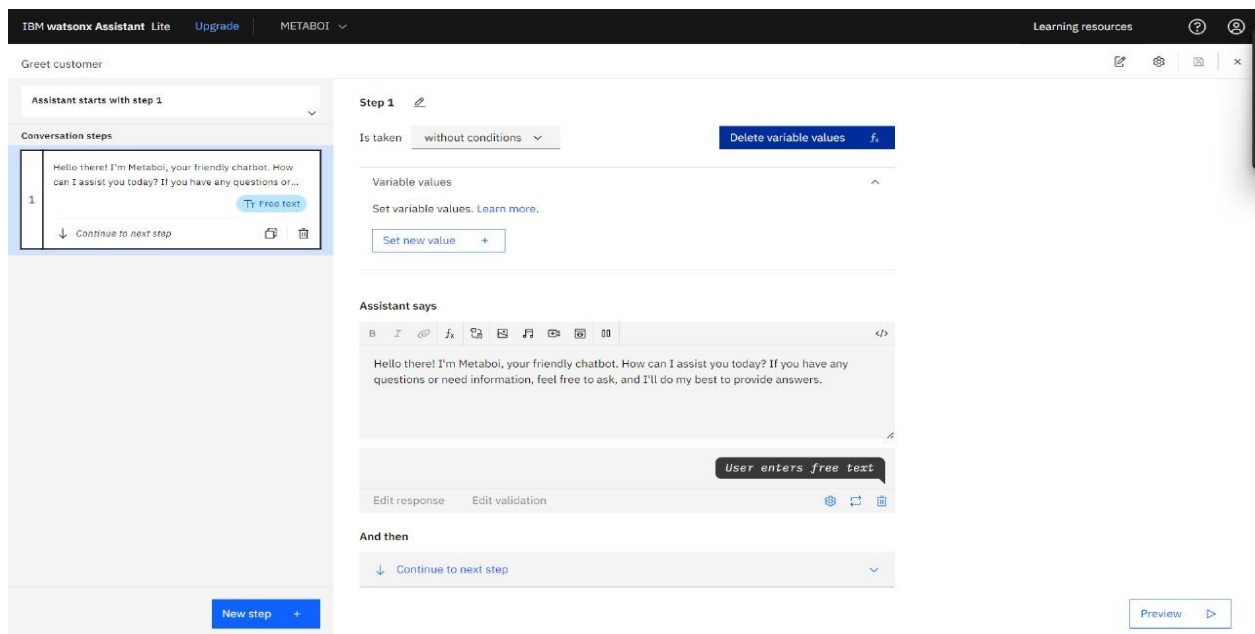 IBM watsonx Assistant Lite Upgrade METABOI Learning resources
Greet customer
Assistant starts with step 1
Conversation steps
1
Hello there! I'm Metaboi, your friendly chatbot. How
can I assist you today? If you have any questions or...
Tт Free text
Continue to next step
Step 1
Is taken without conditions
Delete variable values fx
Variable values
Set variable values. Learn more.
Set new value +
Assistant says
B I fx </>
Hello there! I'm Metaboi, your friendly chatbot. How can I assist you today? If you have any
questions or need information, feel free to ask, and I'll do my best to provide answers.
User enters free text
Edit response Edit validation
And then
Continue to next step
New step +
Preview